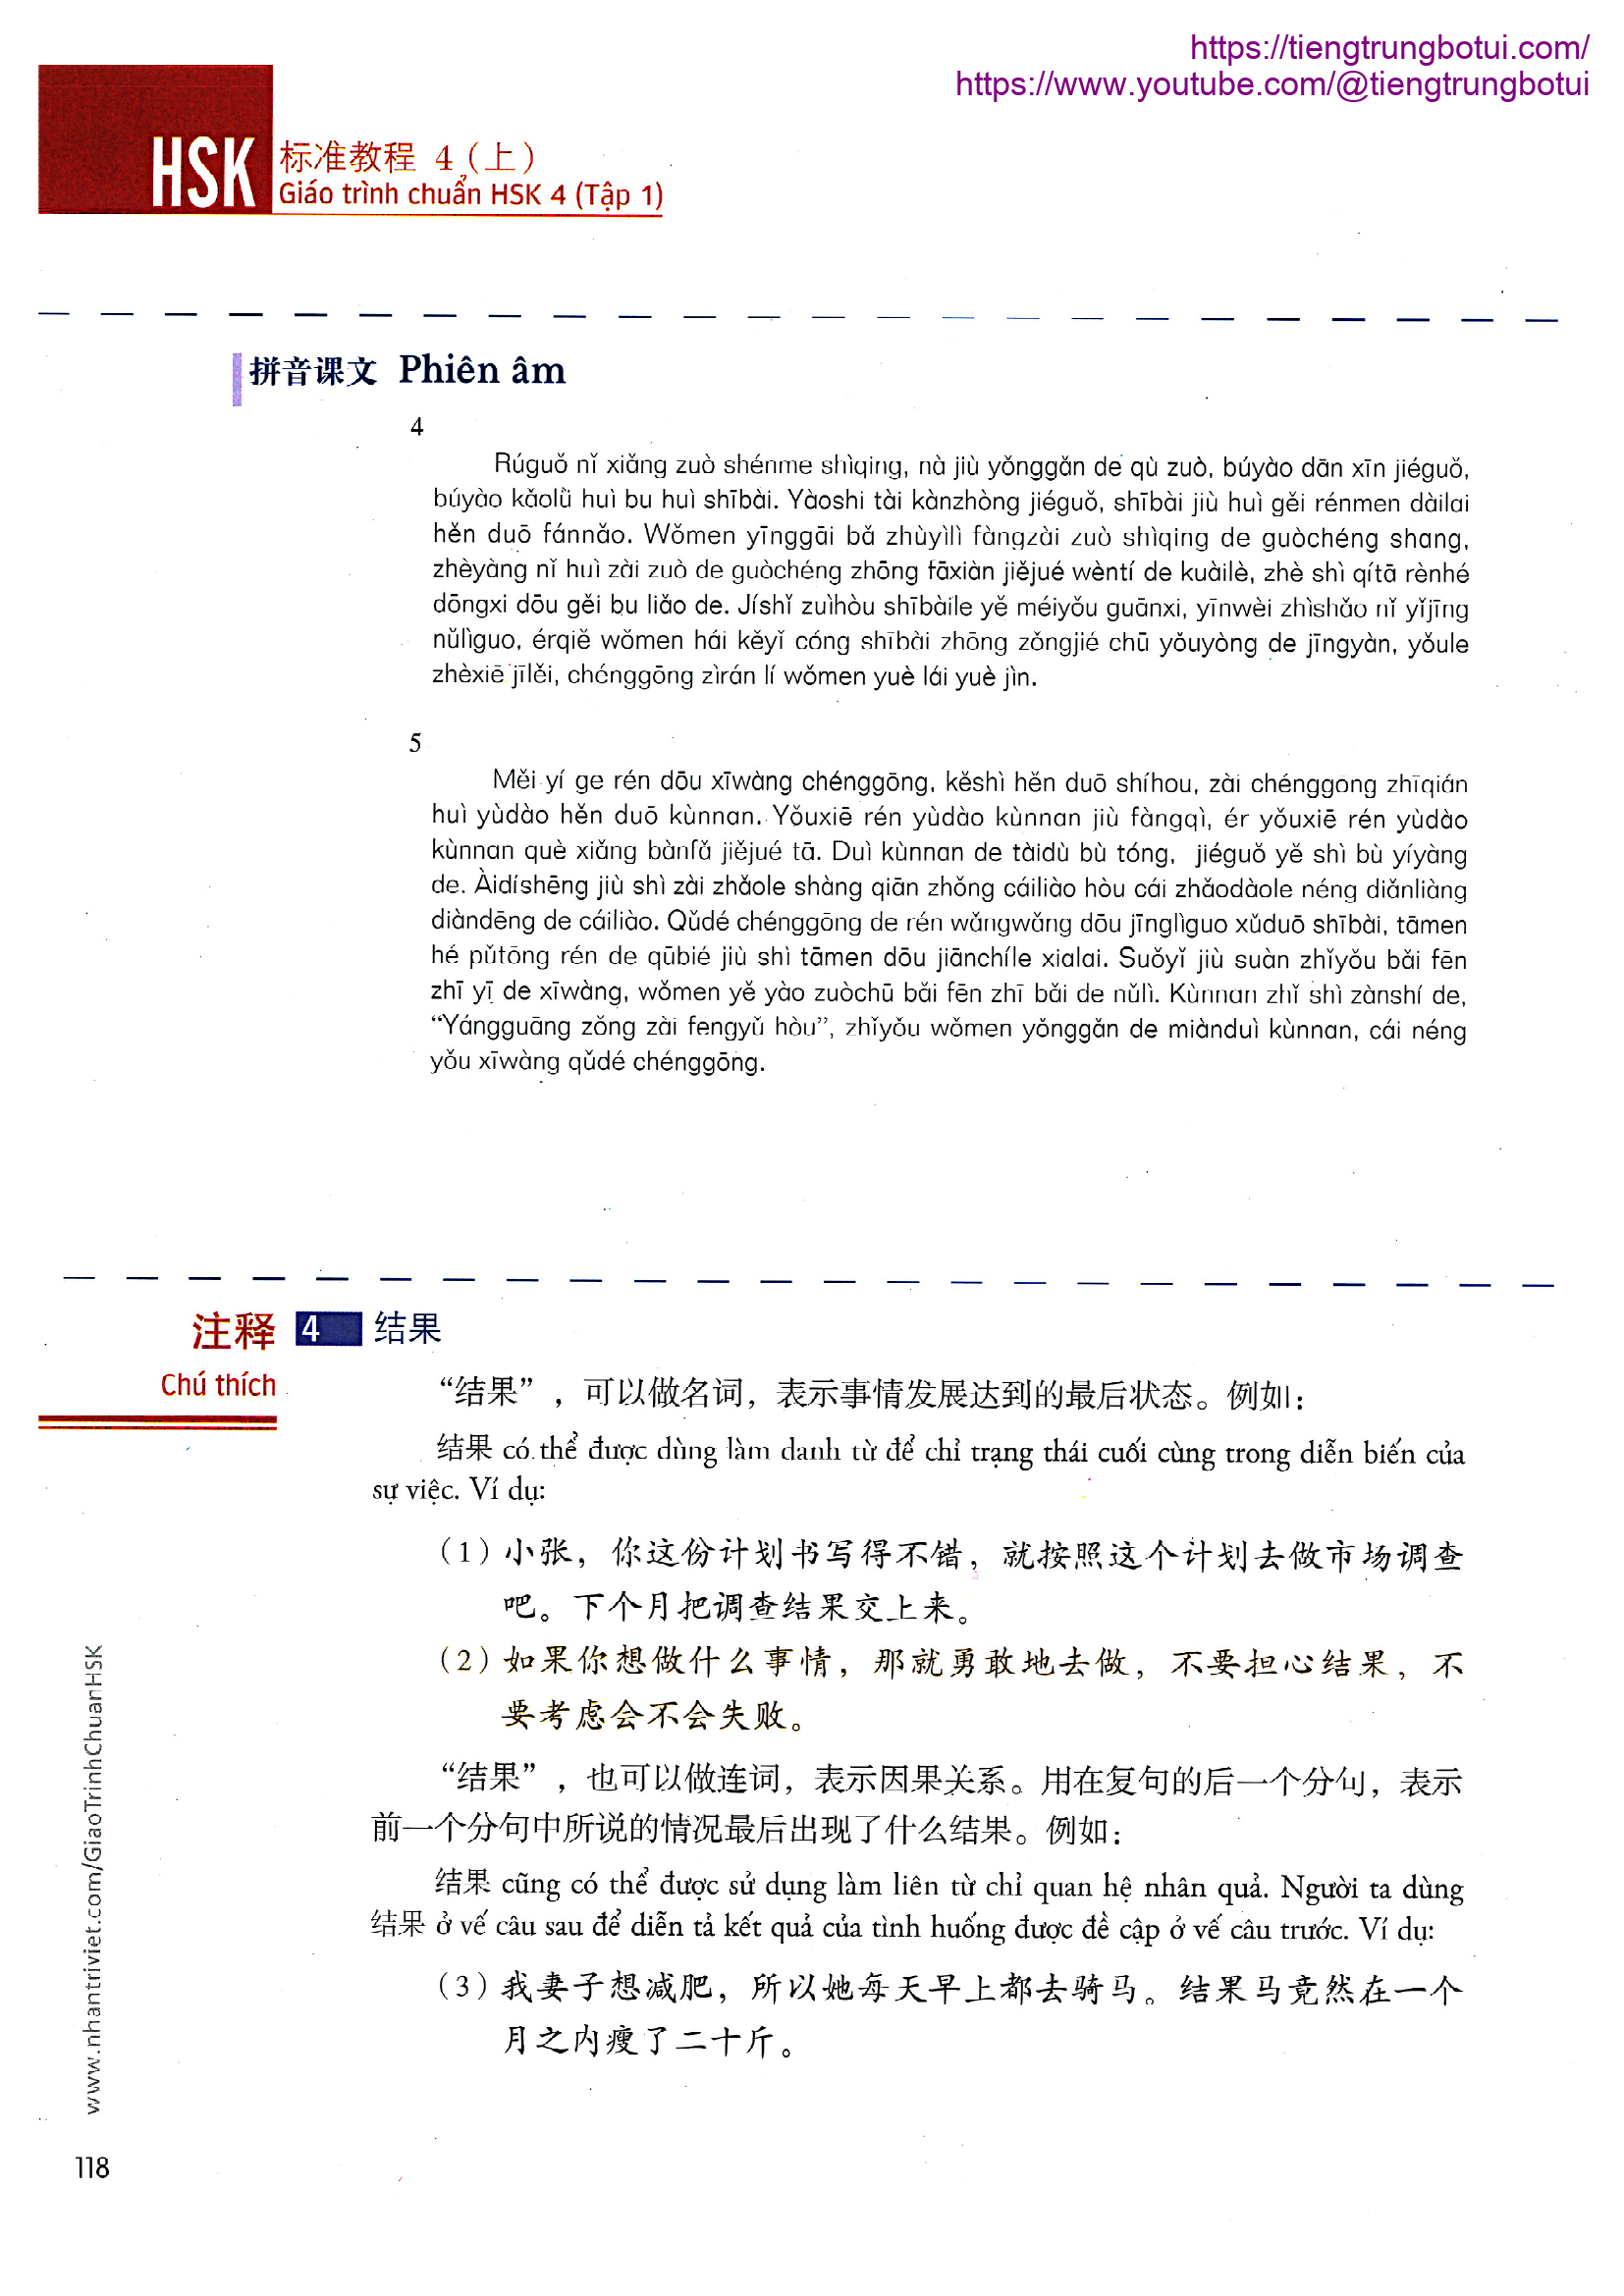 https://tiengtrungbotui.com/
https://www.youtube.com/@tiengtrungbotui
HSK 标准教程 4（上）
Giáo trình chuẩn HSK 4 (Tập 1)
拼音课文 Phiên âm
4
Rúguǒ nǐ xiǎng zuò shénme shìqing, nà jiù yǒnggǎn de qù zuò, búyào dān xīn jiéguǒ,
búyào kǎolǜ huì bu huì shībài. Yàoshi tài kànzhòng jiéguǒ, shībài jiù huì gěi rénmen dàilai
hěn duō fánnǎo. Wǒmen yīnggāi bǎ zhùyìlì fàngzài zuò shìqing de guòchéng shang,
zhèyàng nǐ huì zài zuò de guòchéng zhōng fāxiàn jiějué wèntí de kuàilè, zhè shì qítā rènhé
dōngxi dōu gěi bu liǎo de. Jíshǐ zuìhòu shībàile yě méiyǒu guānxi, yīnwèi zhìshǎo nǐ yǐjīng
nǔlìguo, érqiě wǒmen hái kěyǐ cóng shībài zhōng zǒngjié chū yǒuyòng de jīngyàn, yǒule
zhèxiē jīlěi, chénggōng zìrán lí wǒmen yuè lái yuè jìn.
5
Měi yí ge rén dōu xīwàng chénggōng, kěshì hěn duō shíhou, zài chénggōng zhīqián
huì yùdào hěn duō kùnnan. Yǒuxiē rén yùdào kùnnan jiù fàngqì, ér yǒuxiē rén yùdào
kùnnan què xiǎng bànfǎ jiějué tā. Duì kùnnan de tàidù bù tóng, jiéguǒ yě shì bù yíyàng
de. Àidíshēng jiù shì zài zhǎole shàng qiān zhǒng cáiliào hòu cái zhǎodàole néng diǎnliàng
diàndēng de cáiliào. Qǔdé chénggōng de rén wǎngwǎng dōu jīnglìguo xǔduō shībài, tāmen
hé pǔtōng rén de qūbié jiù shì tāmen dōu jiānchíle xialai. Suǒyǐ jiù suàn zhǐyǒu bǎi fēn
zhī yī de xīwàng, wǒmen yě yào zuòchū bǎi fēn zhī bǎi de nǔlì. Kùnnan zhǐ shì zànshí de,
“Yángguāng zǒng zài fengyǔ hòu”, zhǐyǒu wǒmen yǒnggǎn de miànduì kùnnan, cái néng
yǒu xīwàng qǔdé chénggōng.
注释 4 结果
Chú thích
“结果”，可以做名词，表示事情发展达到的最后状态。例如：
结果 có thể được dùng làm danh từ để chỉ trạng thái cuối cùng trong diễn biến của
sự việc. Ví dụ:
（1）小张，你这份计划书写得不错，就按照这个计划去做市场调查
吧。下个月把调查结果交上来。
（2）如果你想做什么事情，那就勇敢地去做，不要担心结果，不
要考虑会不会失败。
“结果”，也可以做连词，表示因果关系。用在复句的后一个分句，表示
前一个分句中所说的情况最后出现了什么结果。例如：
结果 cũng có thể được sử dụng làm liên từ chỉ quan hệ nhân quả. Người ta dùng
结果 ở vế câu sau để diễn tả kết quả của tình huống được đề cập ở vế câu trước. Ví dụ:
（3）我妻子想减肥，所以她每天早上都去骑马。结果马竟然在一个
月之内瘦了二十斤。
www.nhantriviet.com/GiaoTrinhChuanHSK
118